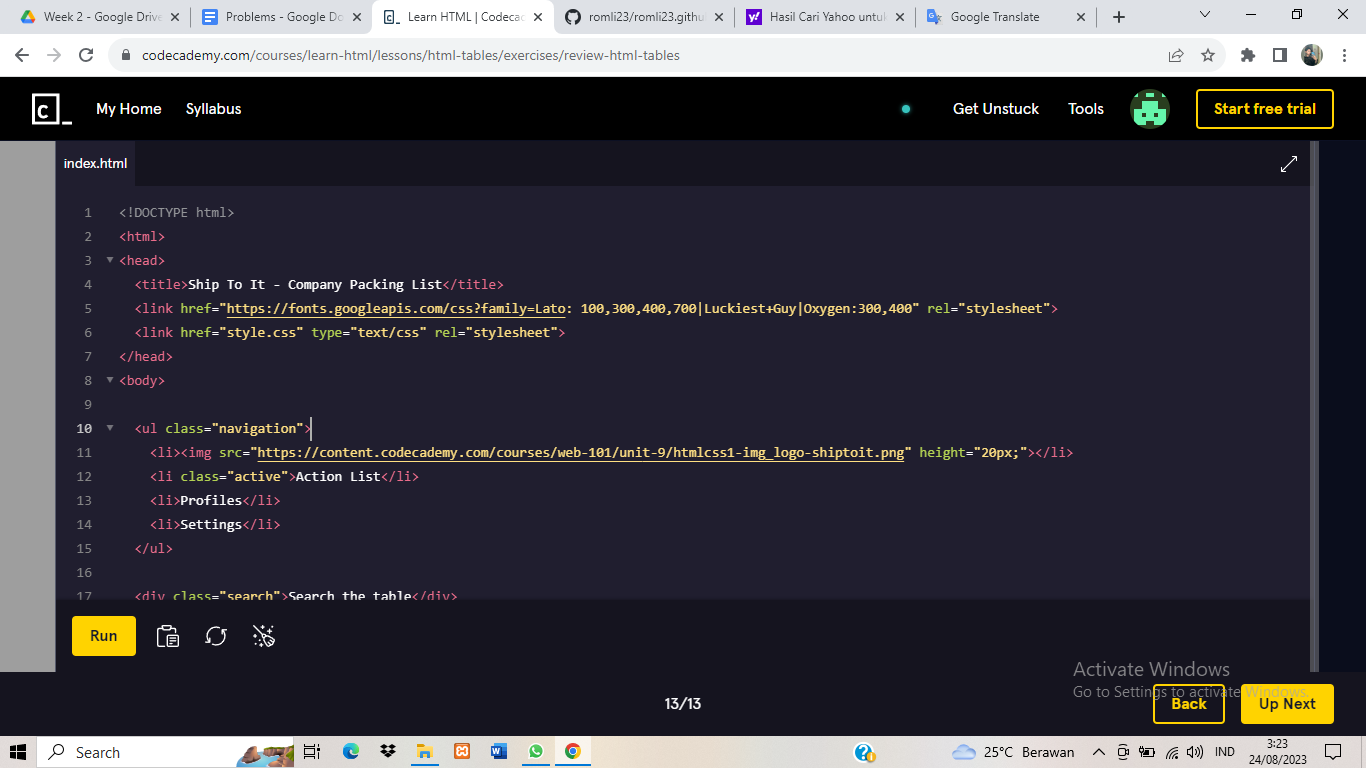 Week 2 - Google Drive
Problems - Google Do
Learn HTML | Codecac
romli23/romli23.githu
Hasil Cari Yahoo untuk
Google Translate
codecademy.com/courses/learn-html/lessons/html-tables/exercises/review-html-tables
My Home Syllabus Get Unstuck Tools Start free trial
index.html
1 <!DOCTYPE html>
2 <html>
3 <head>
4 <title>Ship To It - Company Packing List</title>
5 <link href="https://fonts.googleapis.com/css?family=Lato: 100,300,400,700|Luckiest+Guy|Oxygen:300,400" rel="stylesheet">
6 <link href="style.css" type="text/css" rel="stylesheet">
7 </head>
8 <body>
9
10 <ul class="navigation">
11 <li><img src="https://content.codecademy.com/courses/web-101/unit-9/htmlcss1-img_logo-shiptoit.png" height="20px;"></li>
12 <li class="active">Action List</li>
13 <li>Profiles</li>
14 <li>Settings</li>
15 </ul>
16
17 <div class="search">Search the table</div>
Run
Activate Windows
Go to Settings to activate Windows.
13/13
Back
Up Next
Search
25°C Berawan
IND
3:23
24/08/2023